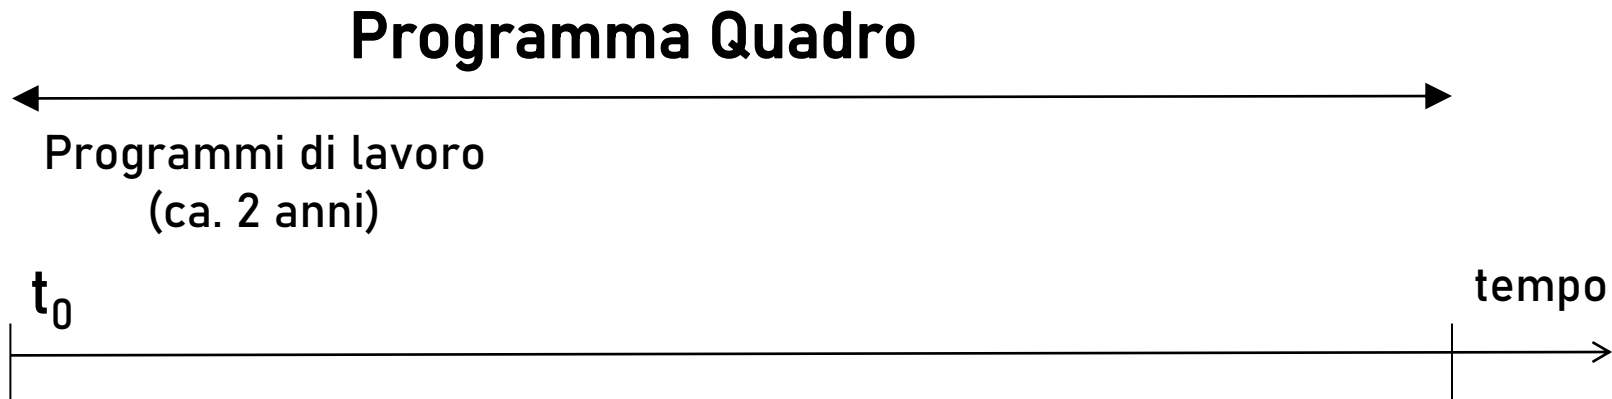 Programma Quadro
Programmi di lavoro
(ca. 2 anni)
t₀
tempo